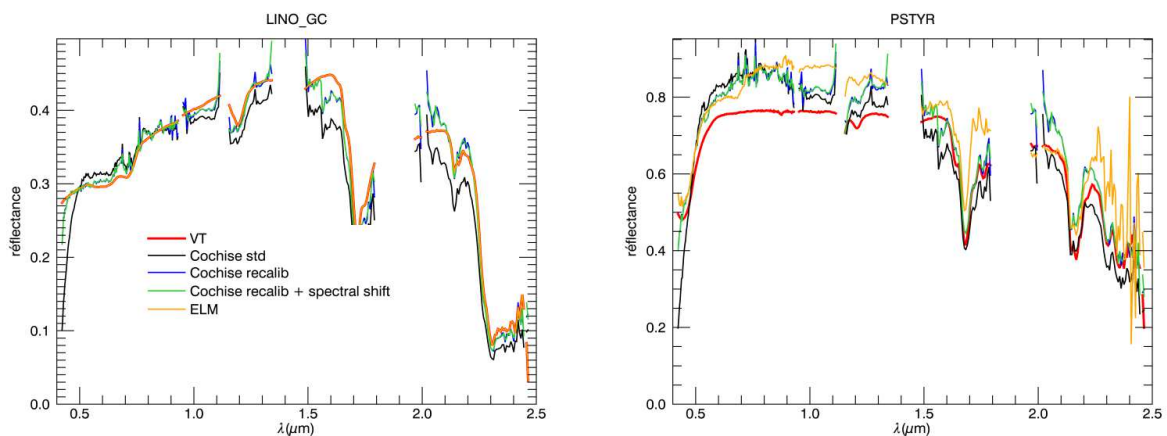 LINO_GC
réflectance
0.4
0.3
0.2
0.1
0.0
VT
Cochise std
Cochise recalib
Cochise recalib + spectral shift
ELM
0.5
1.0
1.5
2.0
2.5
λ(μm)
PSTYR
réflectance
0.8
0.6
0.4
0.2
0.0
0.5
1.0
1.5
2.0
2.5
λ(μm)